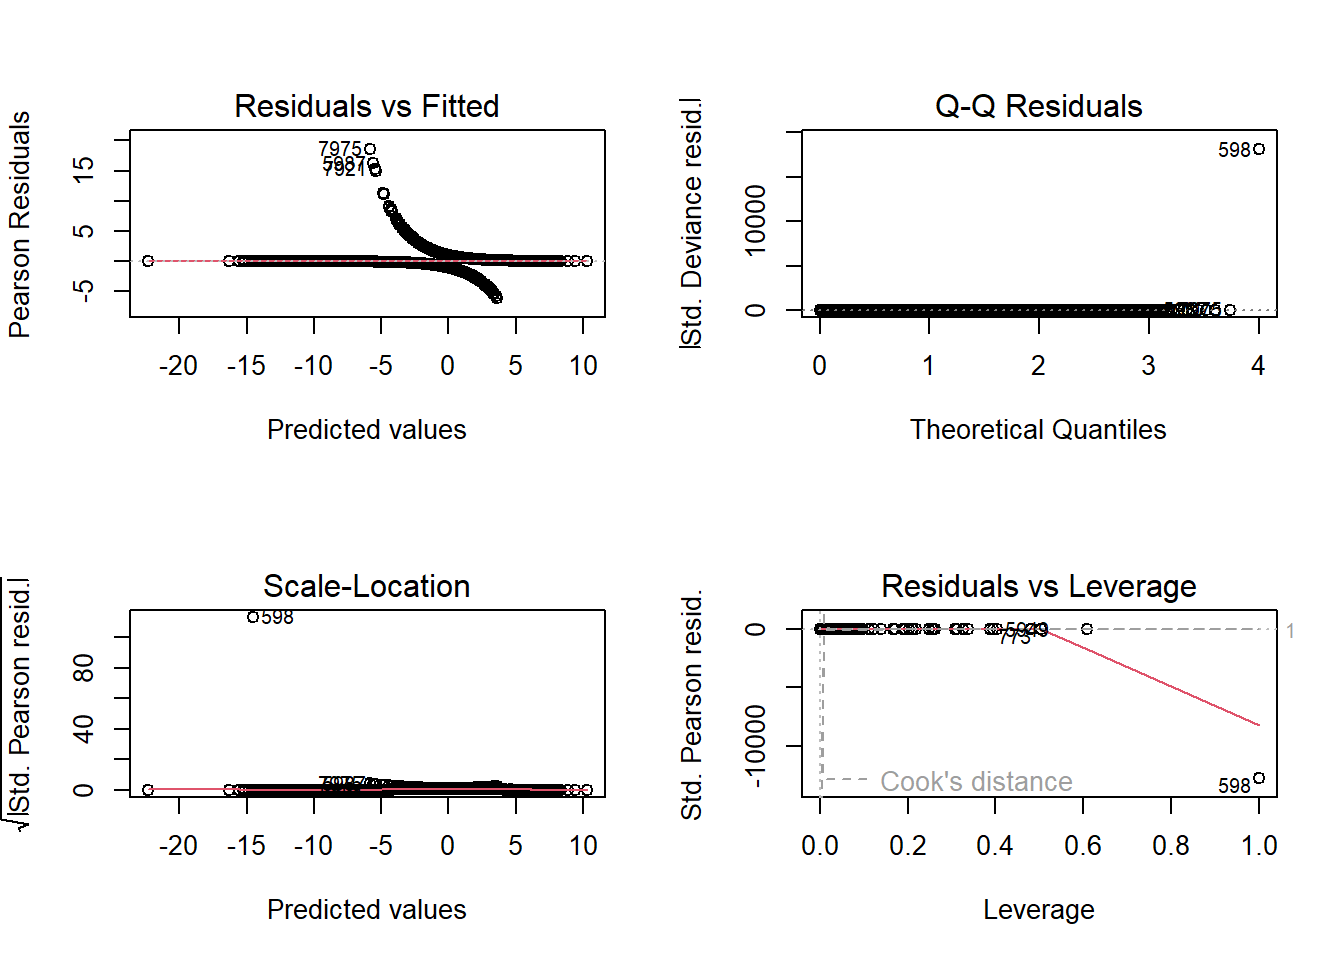 Residuals vs Fitted
Pearson Residuals
15
5
-5
7975
5987
7921
-20 -15 -10 -5 0 5 10
Predicted values
Q-Q Residuals
|Std. Deviance resid.|
10000
0
598
0 1 2 3 4
Theoretical Quantiles
Scale-Location
√|Std. Pearson resid.|
80
40
0
598
-20 -15 -10 -5 0 5 10
Predicted values
Residuals vs Leverage
Std. Pearson resid.
0
-10000
773
1
Cook's distance
598
0.0 0.2 0.4 0.6 0.8 1.0
Leverage